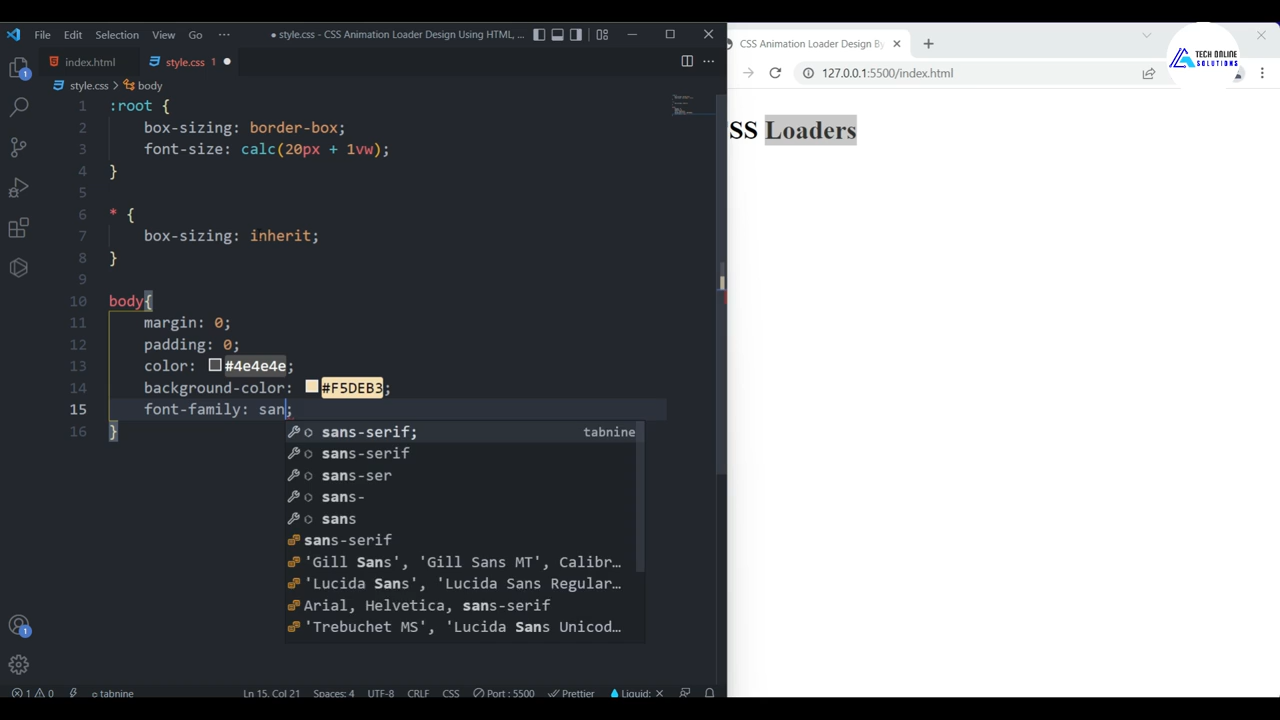 File Edit Selection View Go ··· ● style.css - CSS Animation Loader Design Using HTML, ...
index.html style.css 1 ●
style.css > body
1 :root {
2 box-sizing: border-box;
3 font-size: calc(20px + 1vw);
4 }
5
6 * {
7 box-sizing: inherit;
8 }
9
10 body{
11 margin: 0;
12 padding: 0;
13 color: #4e4e4e;
14 background-color: #F5DEB3;
15 font-family: san;
16 }
sans-serif; tabnine
sans-serif
sans-ser
sans-
sans
sans-serif
'Gill Sans', 'Gill Sans MT', Calibr…
'Lucida Sans', 'Lucida Sans Regular…
Arial, Helvetica, sans-serif
'Trebuchet MS', 'Lucida Sans Unicod…
1
1
1 0 tabnine Ln 15, Col 21 Spaces: 4 UTF-8 CRLF CSS Port : 5500 Prettier Liquid:
CSS Animation Loader Design By
127.0.0.1:5500/index.html
SS Loaders
TECH ONLINE
SOLUTIONS